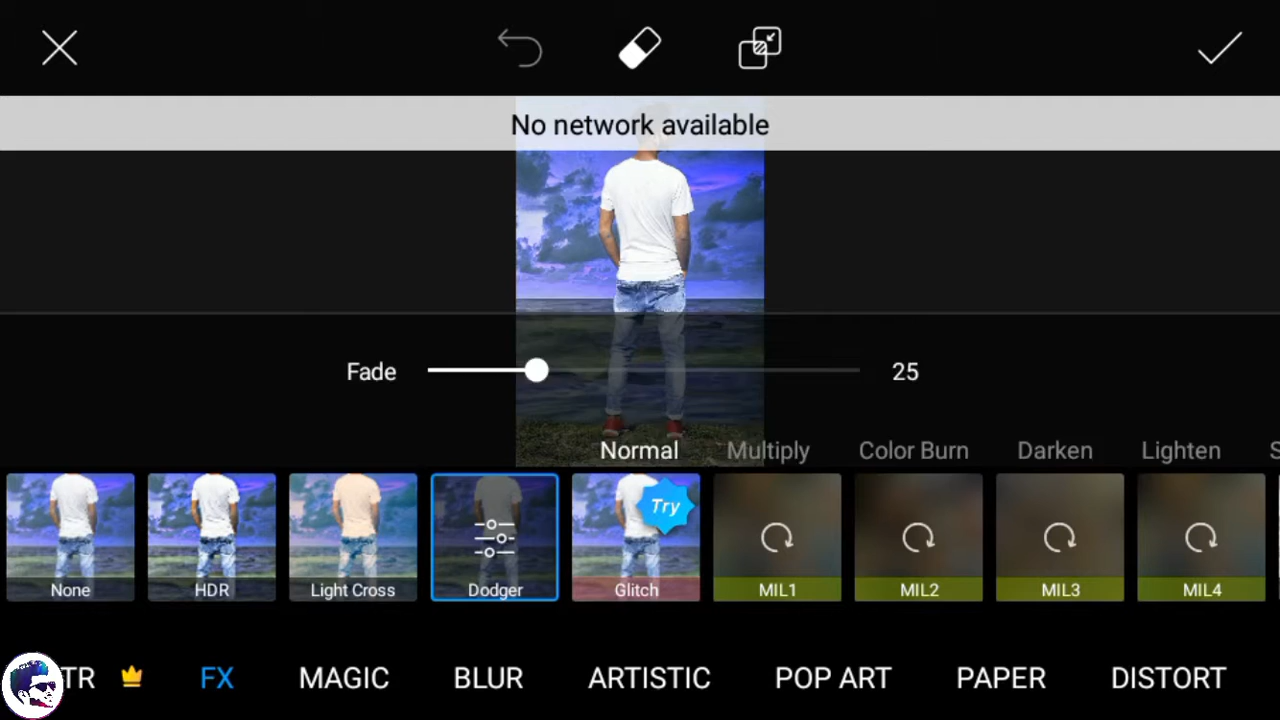 No network available
Fade 25
Normal Multiply Color Burn Darken Lighten S
None HDR Light Cross Dodger Glitch MIL1 MIL2 MIL3 MIL4
Try
TR FX MAGIC BLUR ARTISTIC POP ART PAPER DISTORT